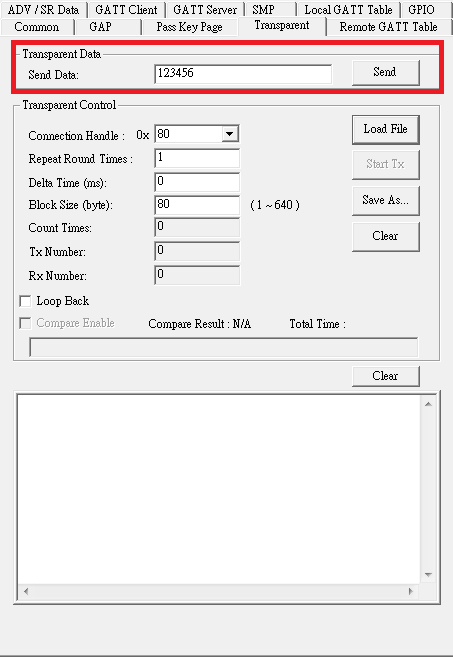 ADV / SR Data GATT Client GATT Server SMP Local GATT Table GPIO
Common GAP Pass Key Page Transparent Remote GATT Table
Transparent Data
Send Data: 123456 Send
Transparent Control
Connection Handle : 0x 80 Load File
Repeat Round Times : 1 Start Tx
Delta Time (ms): 0
Block Size (byte): 80 ( 1 ~ 640 ) Save As...
Count Times: 0 Clear
Tx Number: 0
Rx Number: 0
Loop Back
Compare Enable Compare Result : N/A Total Time :
Clear